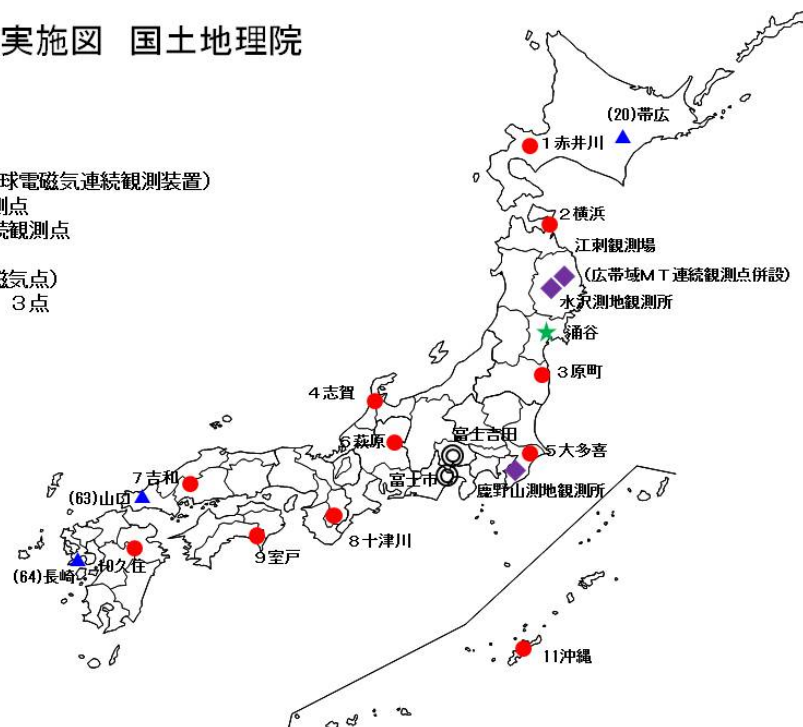 実施図 国土地理院
球電磁気連続観測装置)
測点
続観測点
磁気点)
3点
(20)帯広
1赤井川
2横浜
江刺観測場
(広帯域MT連続観測点併設)
水沢測地観測所
涌谷
3原町
4志賀
富士吉田
6萩原
5大多喜
7吉和
富士市
鹿野山測地観測所
(63)山口
8十津川
9室戸
10久住
(64)長崎
11沖縄